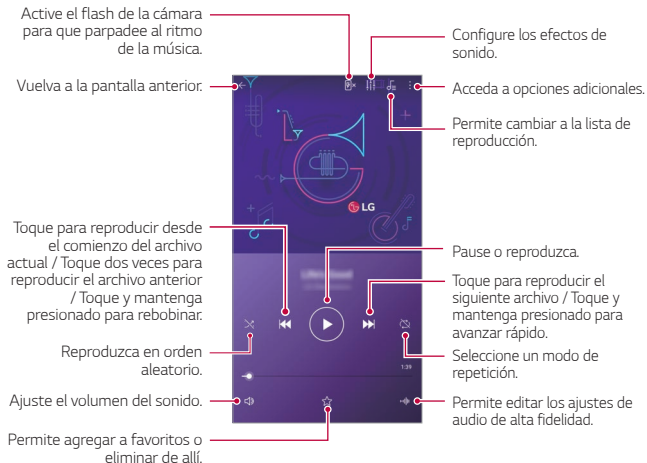 Active el flash de la cámara
para que parpadee al ritmo
de la música.
Vuelva a la pantalla anterior.
Configure los efectos de
sonido.
Acceda a opciones adicionales.
Permite cambiar a la lista de
reproducción.
LG
Toque para reproducir desde
el comienzo del archivo
actual / Toque dos veces para
reproducir el archivo anterior
/ Toque y mantenga
presionado para rebobinar.
Pause o reproduzca.
Toque para reproducir el
siguiente archivo / Toque y
mantenga presionado para
avanzar rápido.
Reproduzca en orden
aleatorio.
Seleccione un modo de
repetición.
1:39
Ajuste el volumen del sonido.
Permite editar los ajustes de
audio de alta fidelidad.
Permite agregar a favoritos o
eliminar de allí.